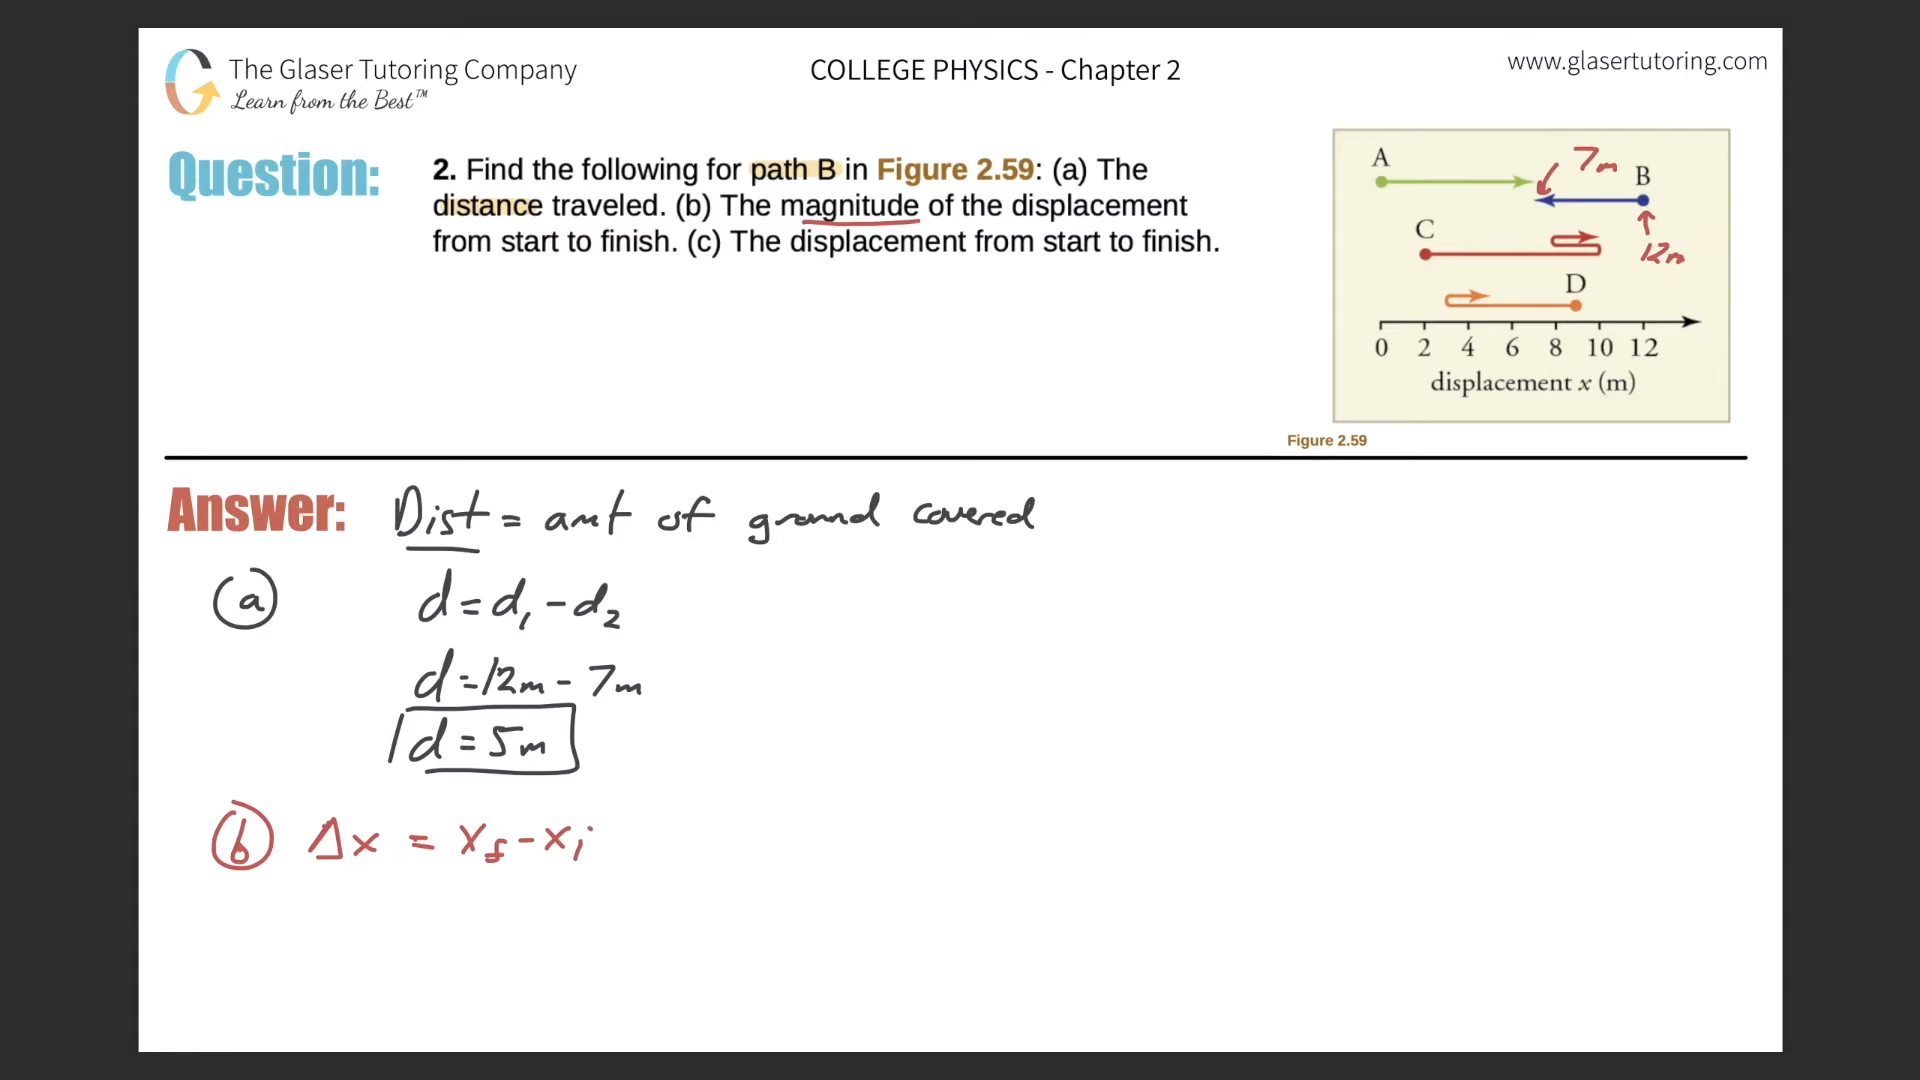 The Glaser Tutoring Company
Learn from the Best™
COLLEGE PHYSICS - Chapter 2
www.glasertutoring.com
Question:
2. Find the following for path B in Figure 2.59: (a) The
distance traveled. (b) The magnitude of the displacement
from start to finish. (c) The displacement from start to finish.
A
7m
B
C
12m
D
0 2 4 6 8 10 12
displacement x (m)
Figure 2.59
Answer:
Dist = amt of ground covered
(a) d = d₁ - d₂
d = 12m - 7m
d = 5m
(b) Δx = x_f - x_i